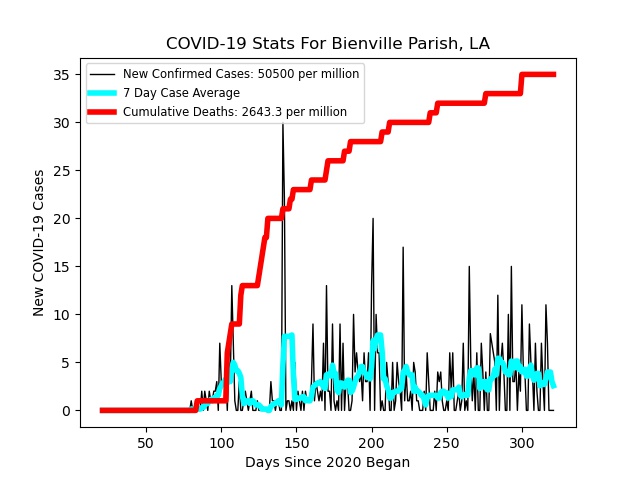 COVID-19 Stats For Bienville Parish, LA
New Confirmed Cases: 50500 per million
7 Day Case Average
Cumulative Deaths: 2643.3 per million
New COVID-19 Cases
35
30
25
20
15
10
5
0
50 100 150 200 250 300
Days Since 2020 Began